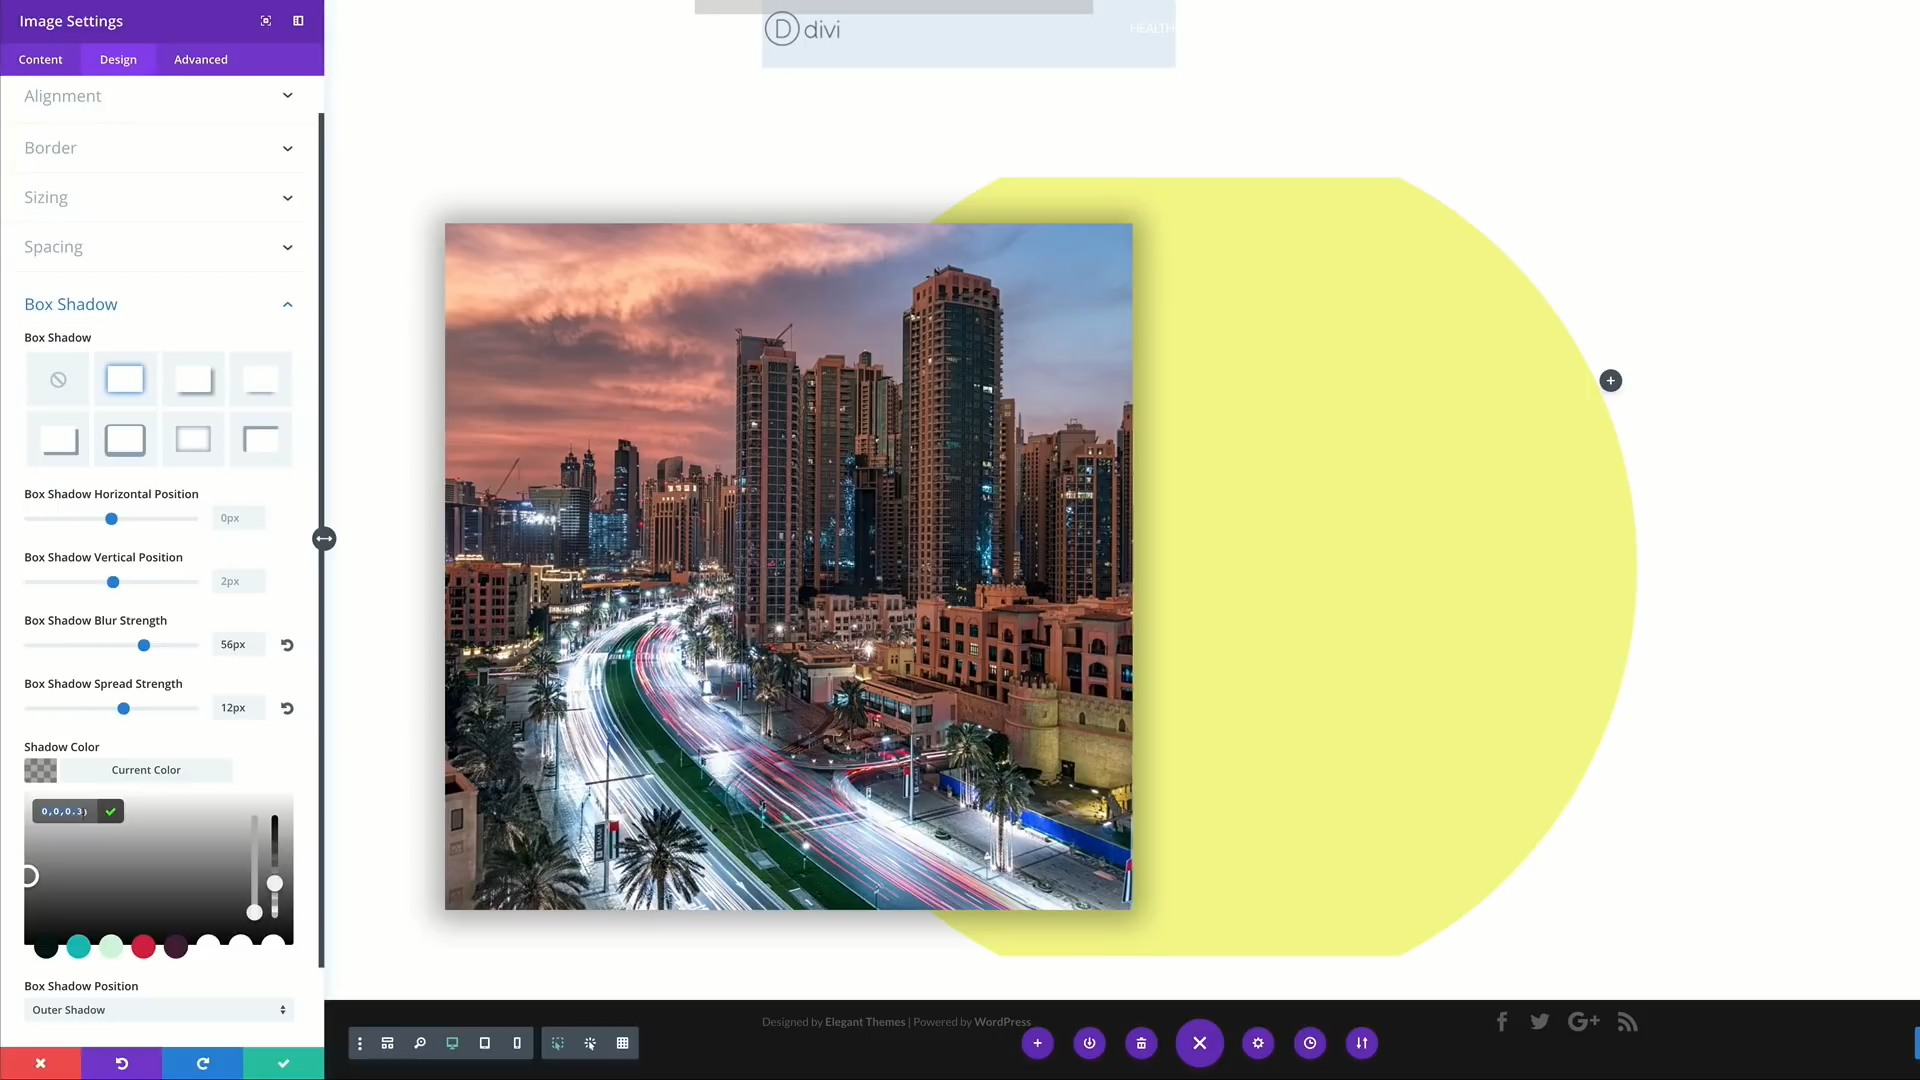 Image Settings
Content
Design
Advanced
Alignment
Border
Sizing
Spacing
Box Shadow
Box Shadow
Box Shadow Horizontal Position
0px
Box Shadow Vertical Position
2px
Box Shadow Blur Strength
56px
Box Shadow Spread Strength
12px
Shadow Color
Current Color
0,0,0.3)
Box Shadow Position
Outer Shadow
D divi
HEALTH
Designed by Elegant Themes | Powered by WordPress